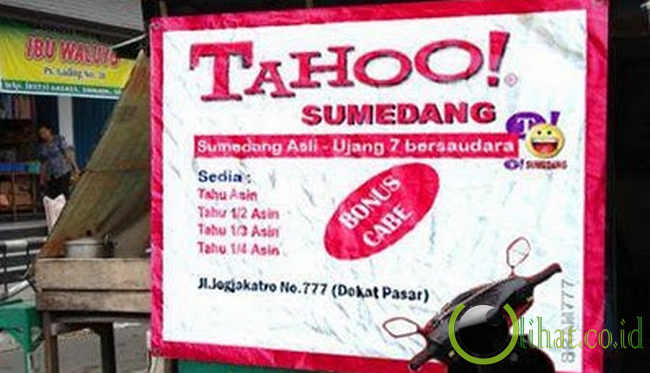 IBU WALUYO
TAHOO!
SUMEDANG
Sumedang Asli - Ujang 7 bersaudara
T!
T! SUMEDANG
Sedia :
Tahu Asin
Tahu 1/2 Asin
Tahu 1/3 Asin
Tahu 1/4 Asin
BONUS
CABE
Jl.Jogjakatro No.777 (Dekat Pasar)
lihat.co.id